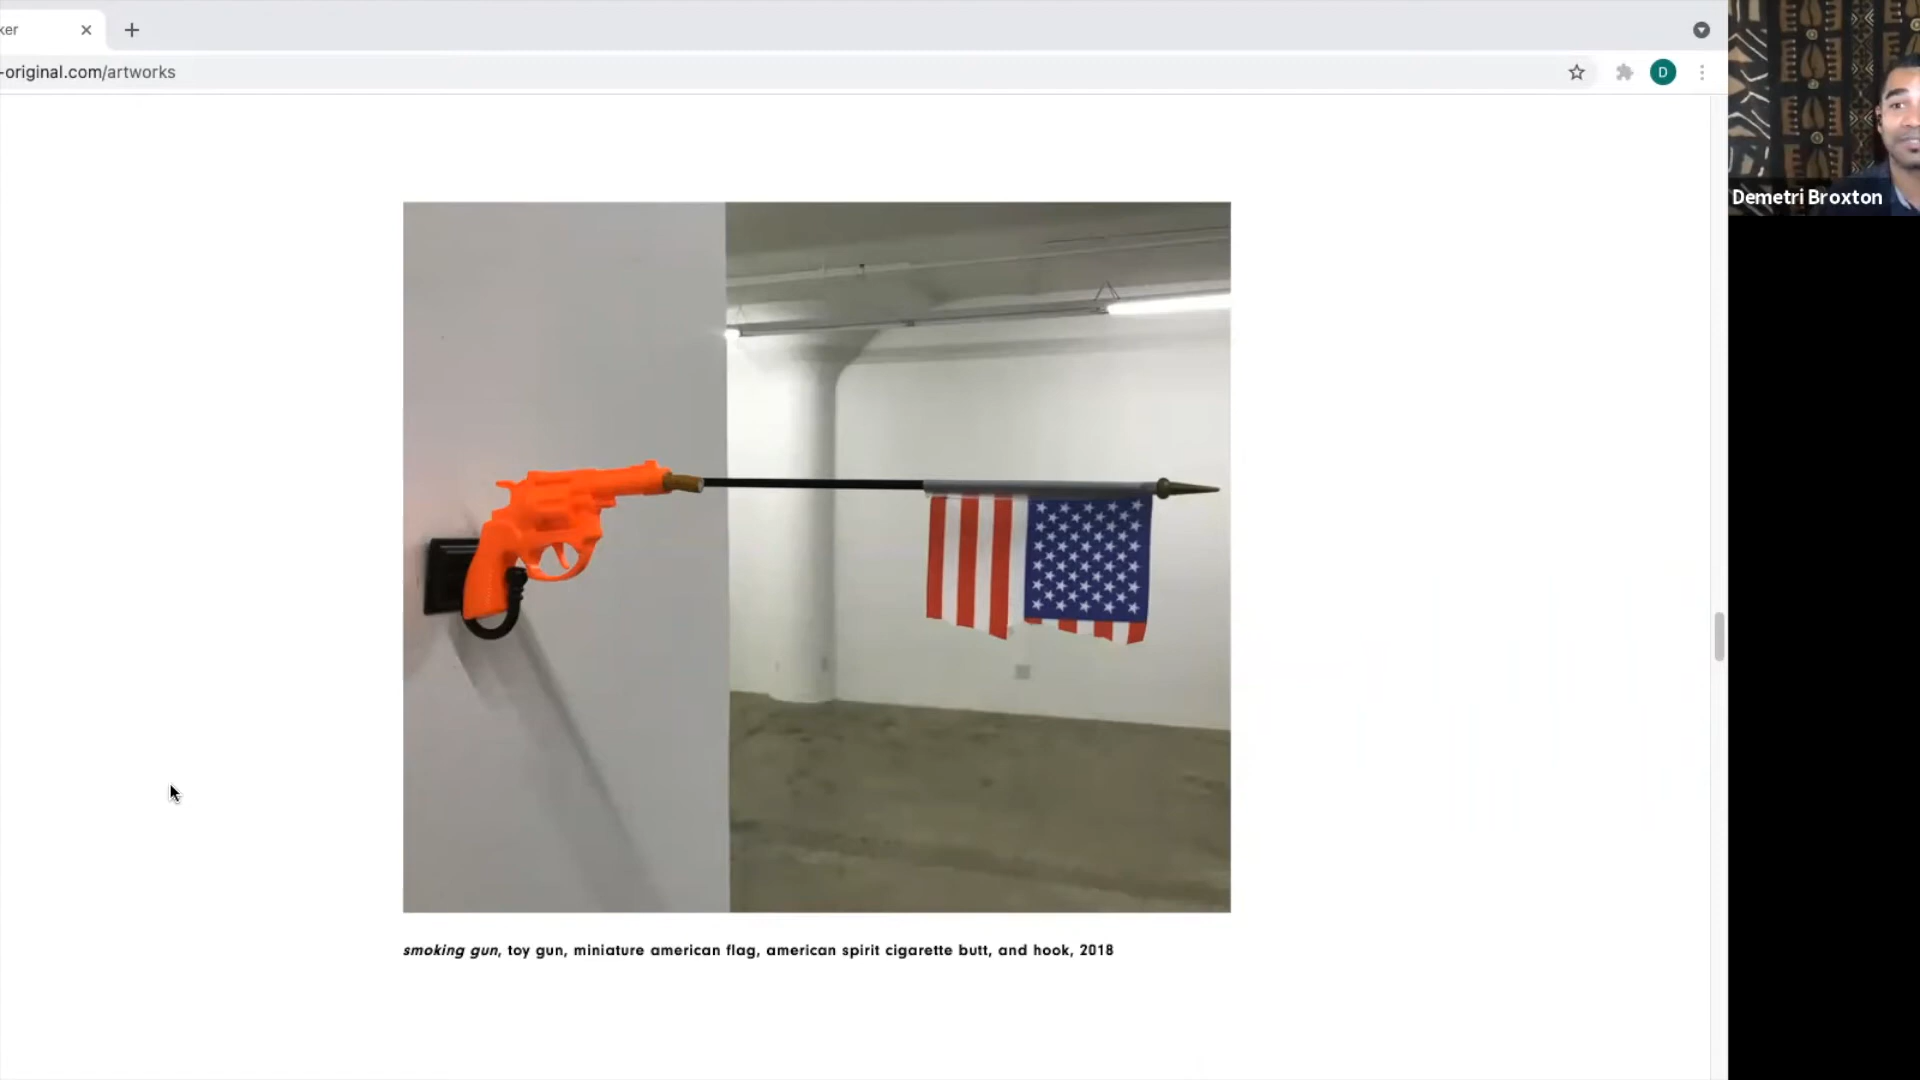 ker
-original.com/artworks
D
Demetri Broxton
smoking gun, toy gun, miniature american flag, american spirit cigarette butt, and hook, 2018